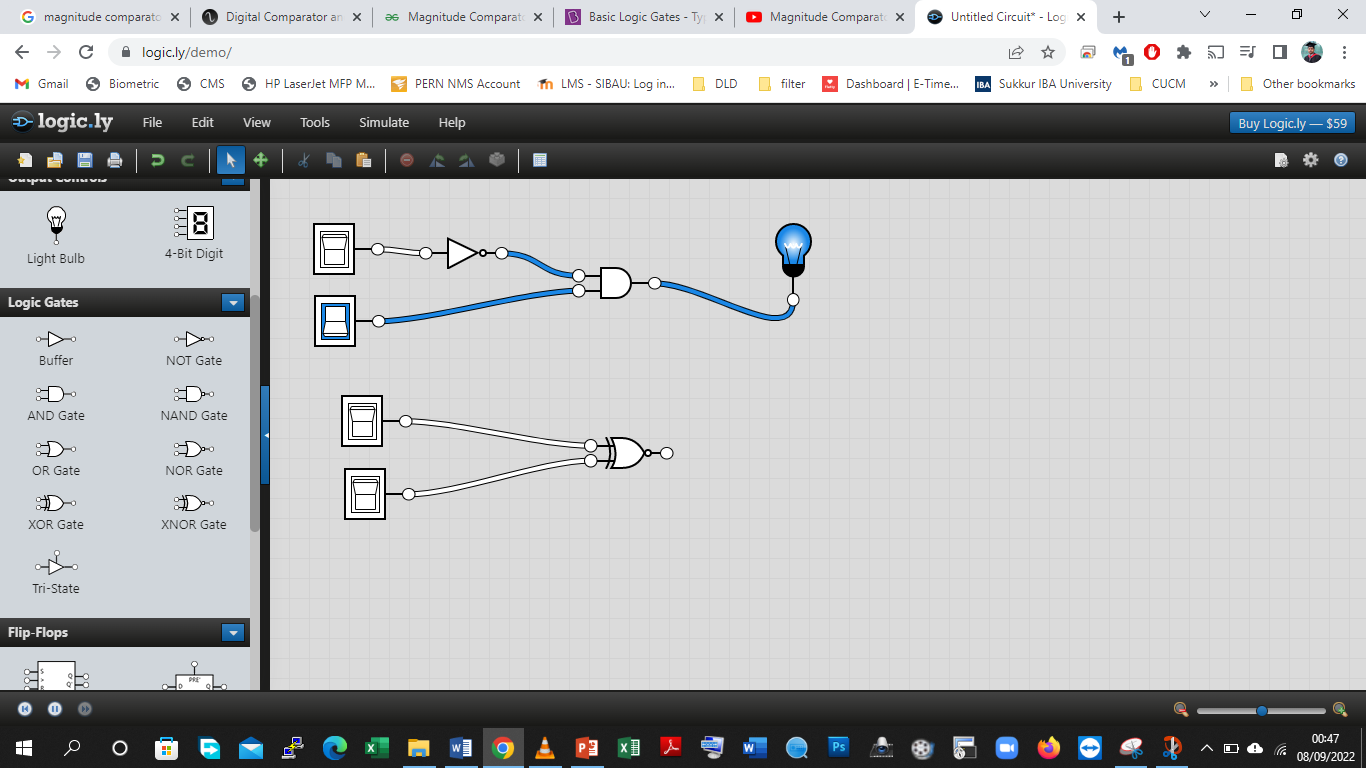 magnitude comparato
Digital Comparator an
Magnitude Comparato
Basic Logic Gates - Typ
Magnitude Comparato
Untitled Circuit* - Log
logic.ly/demo/
1
Gmail
Biometric
CMS
HP LaserJet MFP M...
PERN NMS Account
LMS - SIBAU: Log in...
DLD
filter
Dashboard | E-Time...
IBA
Sukkur IBA University
CUCM
»
Other bookmarks
logic.ly
File
Edit
View
Tools
Simulate
Help
Buy Logic.ly — $59
Output Controls
Light Bulb
4-Bit Digit
Logic Gates
Buffer
NOT Gate
AND Gate
NAND Gate
OR Gate
NOR Gate
XOR Gate
XNOR Gate
Tri-State
Flip-Flops
S
Q
PRE'
>
Q'
R
D
Q
00:47
08/09/2022